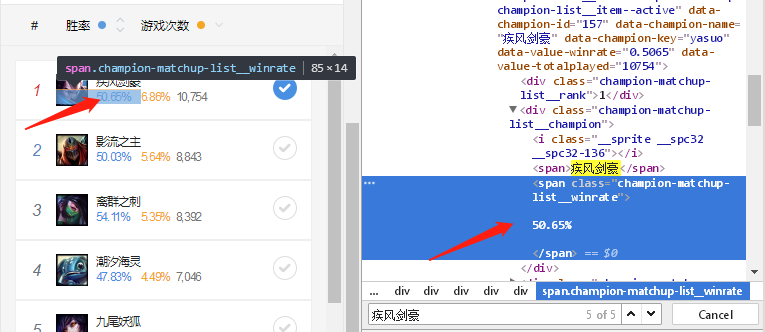 # 胜率 游戏次数
span.champion-matchup-list__winrate 85×14
1 疾风剑豪
50.65% 6.86% 10,754
2 影流之主
50.03% 5.64% 8,843
3 离群之刺
54.11% 5.35% 8,392
4 潮汐海灵
47.83% 4.49% 7,046
5 九尾妖狐
champion-list__item--active" data-
champion-id="157" data-champion-name=
"疾风剑豪" data-champion-key="yasuo"
data-value-winrate="0.5065" data-
value-totalplayed="10754">
<div class="champion-matchup-
list__rank">1</div>
▼<div class="champion-matchup-
list__champion">
<i class="__sprite __spc32
__spc32-136"></i>
<span>疾风剑豪</span>
<span class="champion-matchup-
list__winrate">
50.65%
</span> == $0
</div>
... div div div div span.champion-matchup-list__winrate
疾风剑豪 5 of 5 Cancel